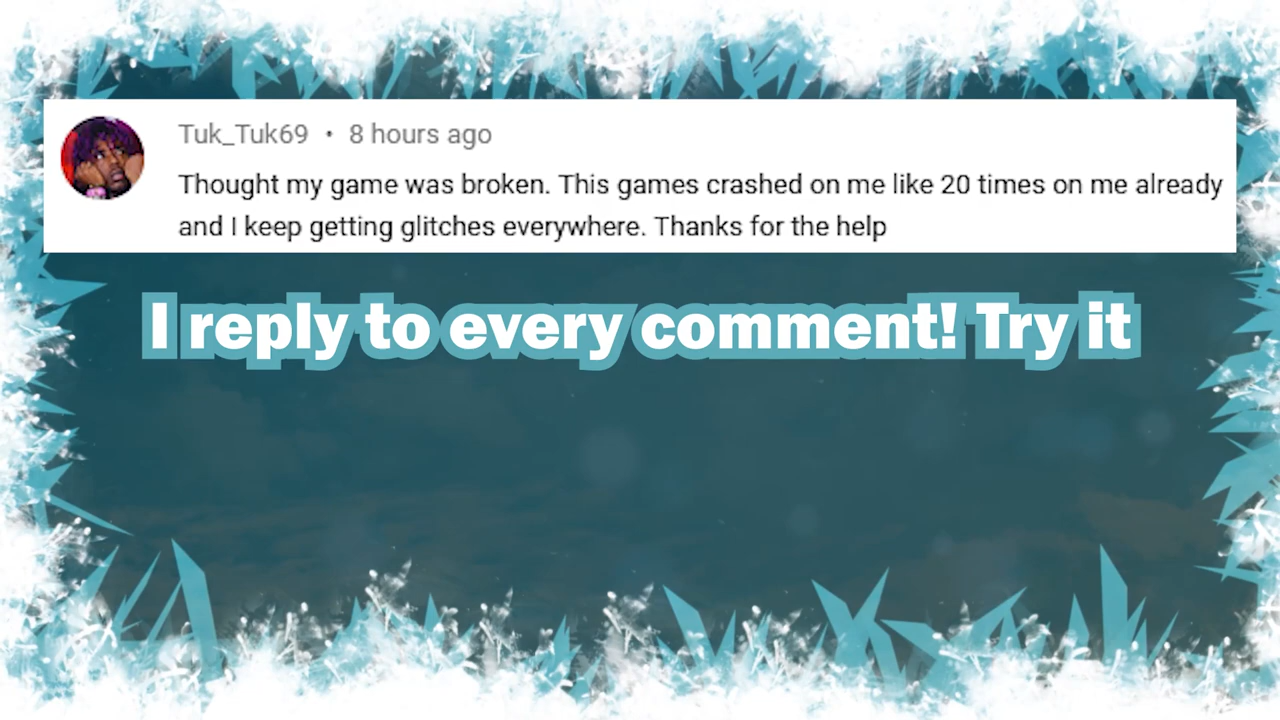 Tuk_Tuk69 • 8 hours ago
Thought my game was broken. This games crashed on me like 20 times on me already
and I keep getting glitches everywhere. Thanks for the help
I reply to every comment! Try it